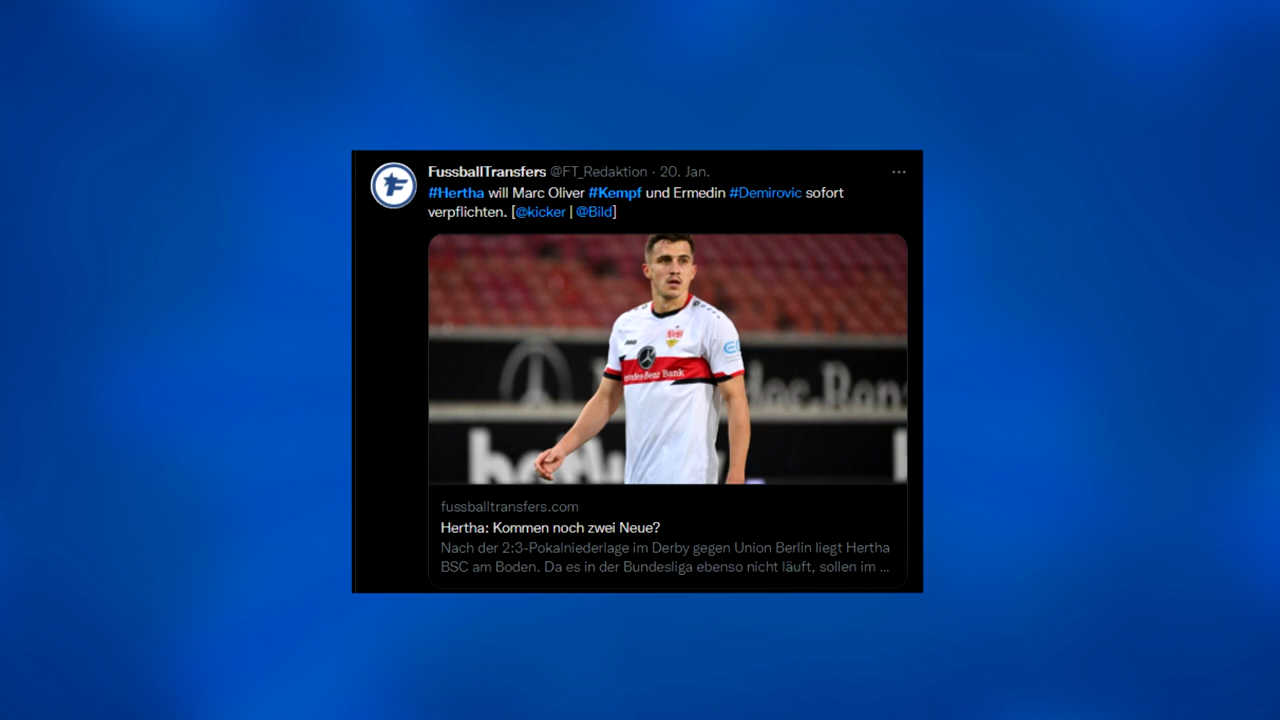 FussballTransfers @FT_Redaktion · 20. Jan. ...
#Hertha will Marc Oliver #Kempf und Ermedin #Demirovic sofort
verpflichten. [@kicker | @Bild]
fussballtransfers.com
Hertha: Kommen noch zwei Neue?
Nach der 2:3-Pokalniederlage im Derby gegen Union Berlin liegt Hertha
BSC am Boden. Da es in der Bundesliga ebenso nicht läuft, sollen im ...